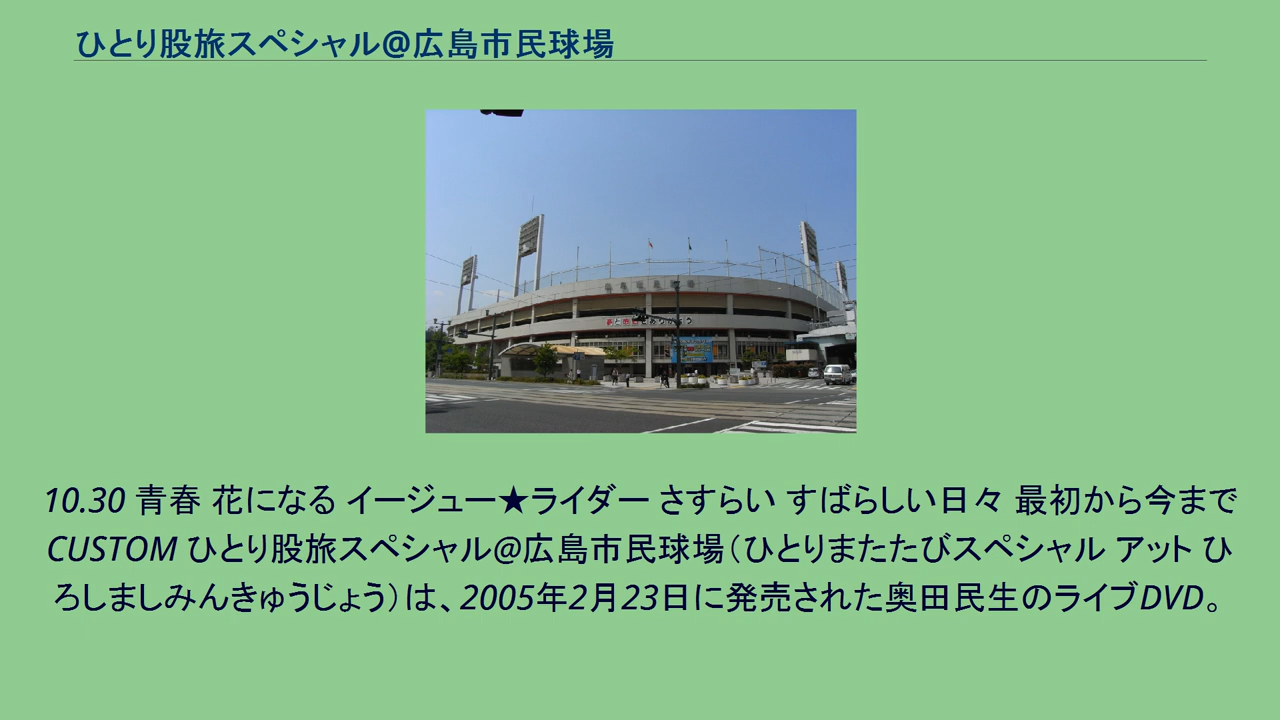 ひとり股旅スペシャル@広島市民球場
10.30 青春 花になる イージュー★ライダー さすらい すばらしい日々 最初から今まで
CUSTOM ひとり股旅スペシャル@広島市民球場（ひとりまたたびスペシャル アット ひ
ろしましみんきゅうじょう）は、2005年2月23日に発売された奥田民生のライブDVD。